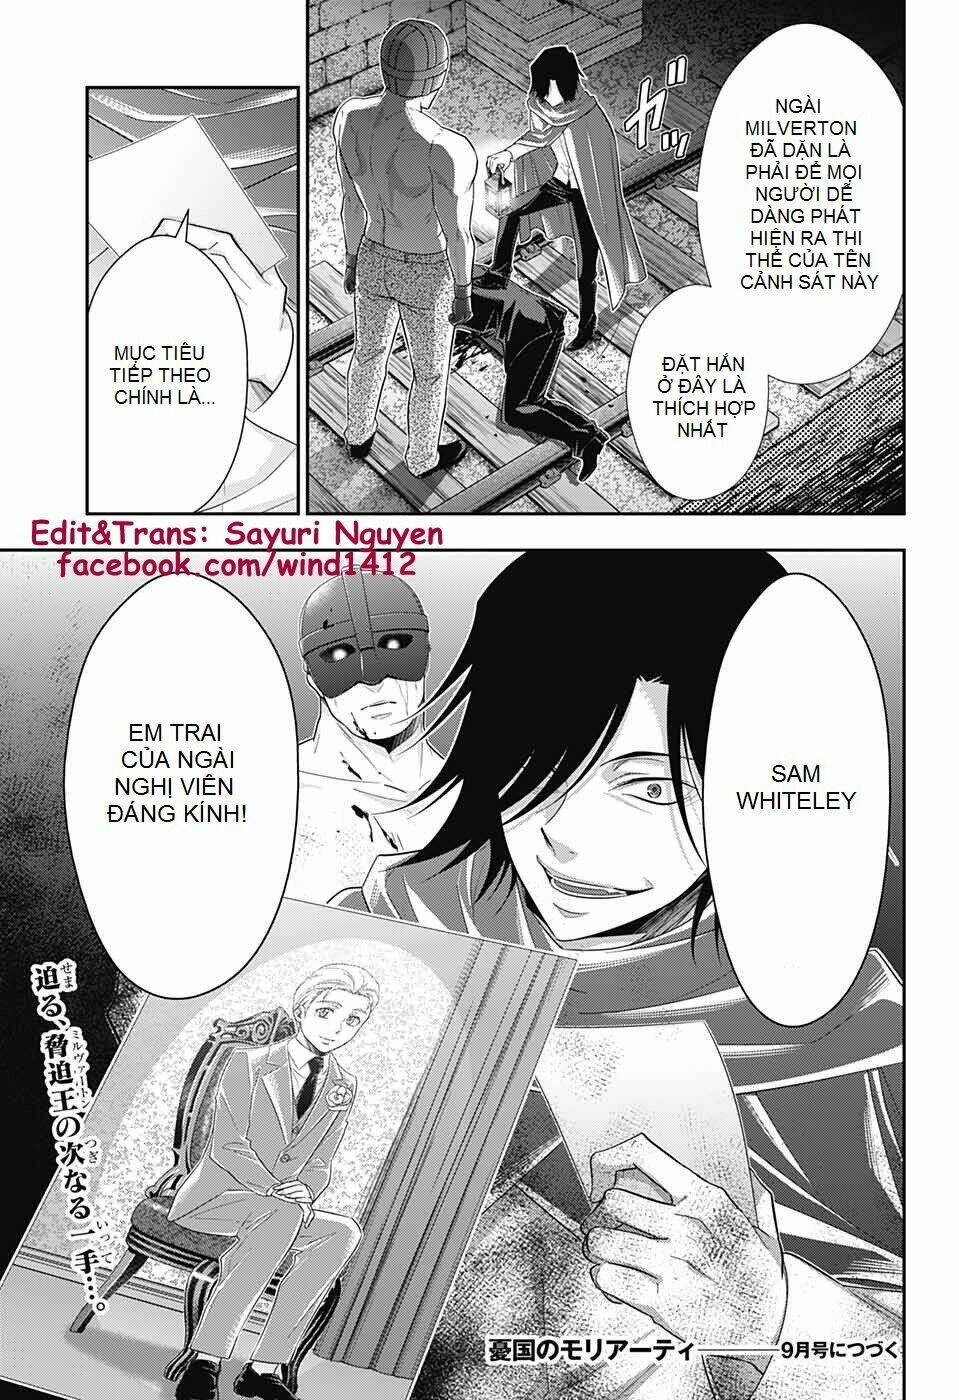 NGÀI
MILVERTON
ĐÃ DẶN LÀ
PHẢI ĐỂ MỌI
NGƯỜI DỄ
DÀNG PHÁT
HIỆN RA THI
THỂ CỦA TÊN
CẢNH SÁT NÀY
ガガ
ĐẶT HẮN
Ở ĐÂY LÀ
THÍCH HỢP
NHẤT
MỤC TIÊU
TIẾP THEO
CHÍNH LÀ...
Edit&Trans: Sayuri Nguyen
facebook.com/wind1412
SAM
WHITELEY
EM TRAI
CỦA NGÀI
NGHỊ VIÊN
ĐÁNG KÍNH!
迫る、脅迫王の次なる一手…。
憂国のモリアーティ――――9月号につづく